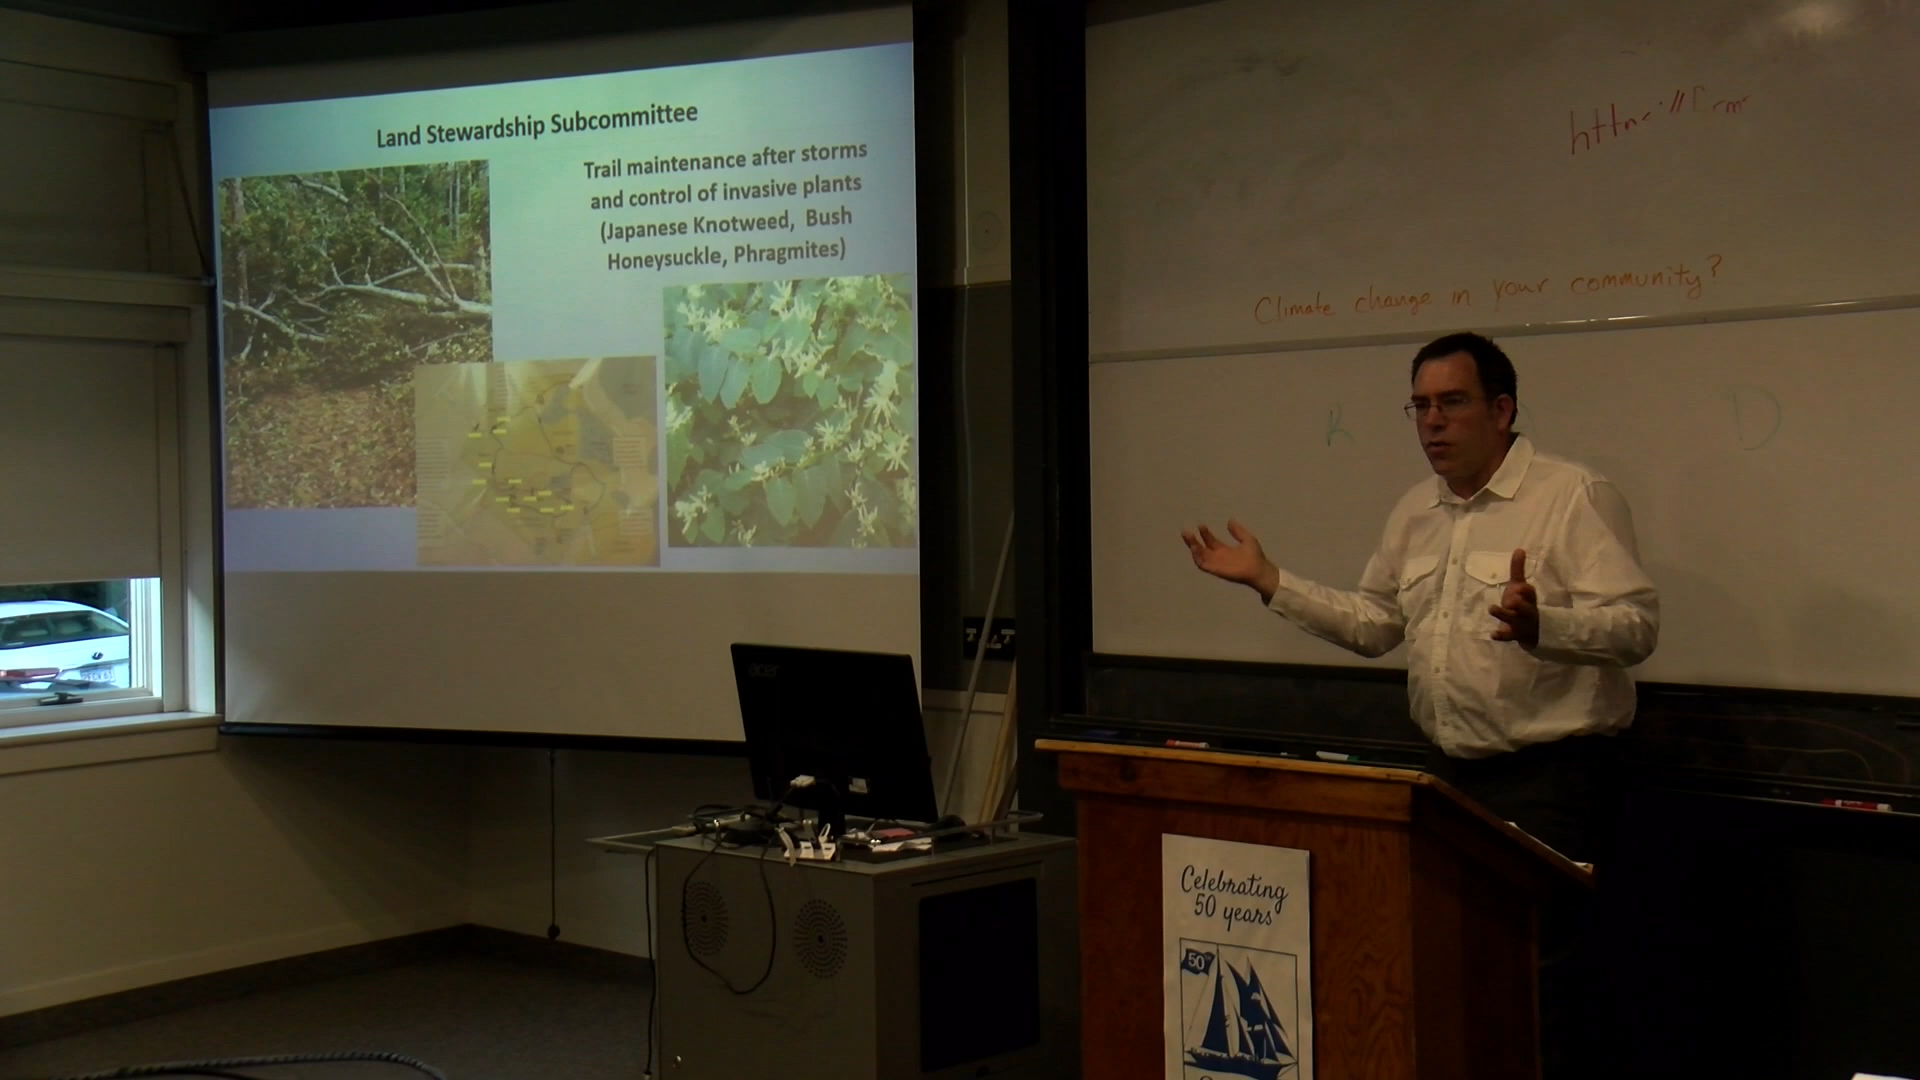 Land Stewardship Subcommittee
Trail maintenance after storms
and control of invasive plants
(Japanese Knotweed, Bush
Honeysuckle, Phragmites)
Climate change in your community?
K
D
acer
Celebrating
50 years
50